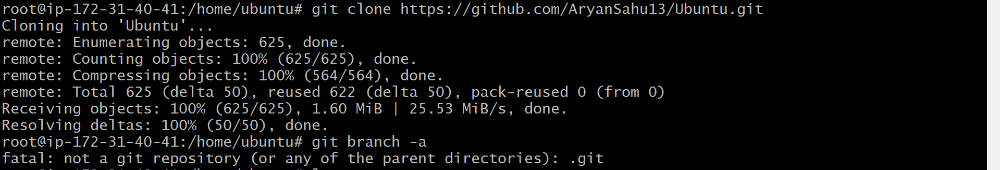 root@ip-172-31-40-41:/home/ubuntu# git clone https://github.com/AryanSahu13/Ubuntu.git
Cloning into 'Ubuntu'...
remote: Enumerating objects: 625, done.
remote: Counting objects: 100% (625/625), done.
remote: Compressing objects: 100% (564/564), done.
remote: Total 625 (delta 50), reused 622 (delta 50), pack-reused 0 (from 0)
Receiving objects: 100% (625/625), 1.60 MiB | 25.53 MiB/s, done.
Resolving deltas: 100% (50/50), done.
root@ip-172-31-40-41:/home/ubuntu# git branch -a
fatal: not a git repository (or any of the parent directories): .git